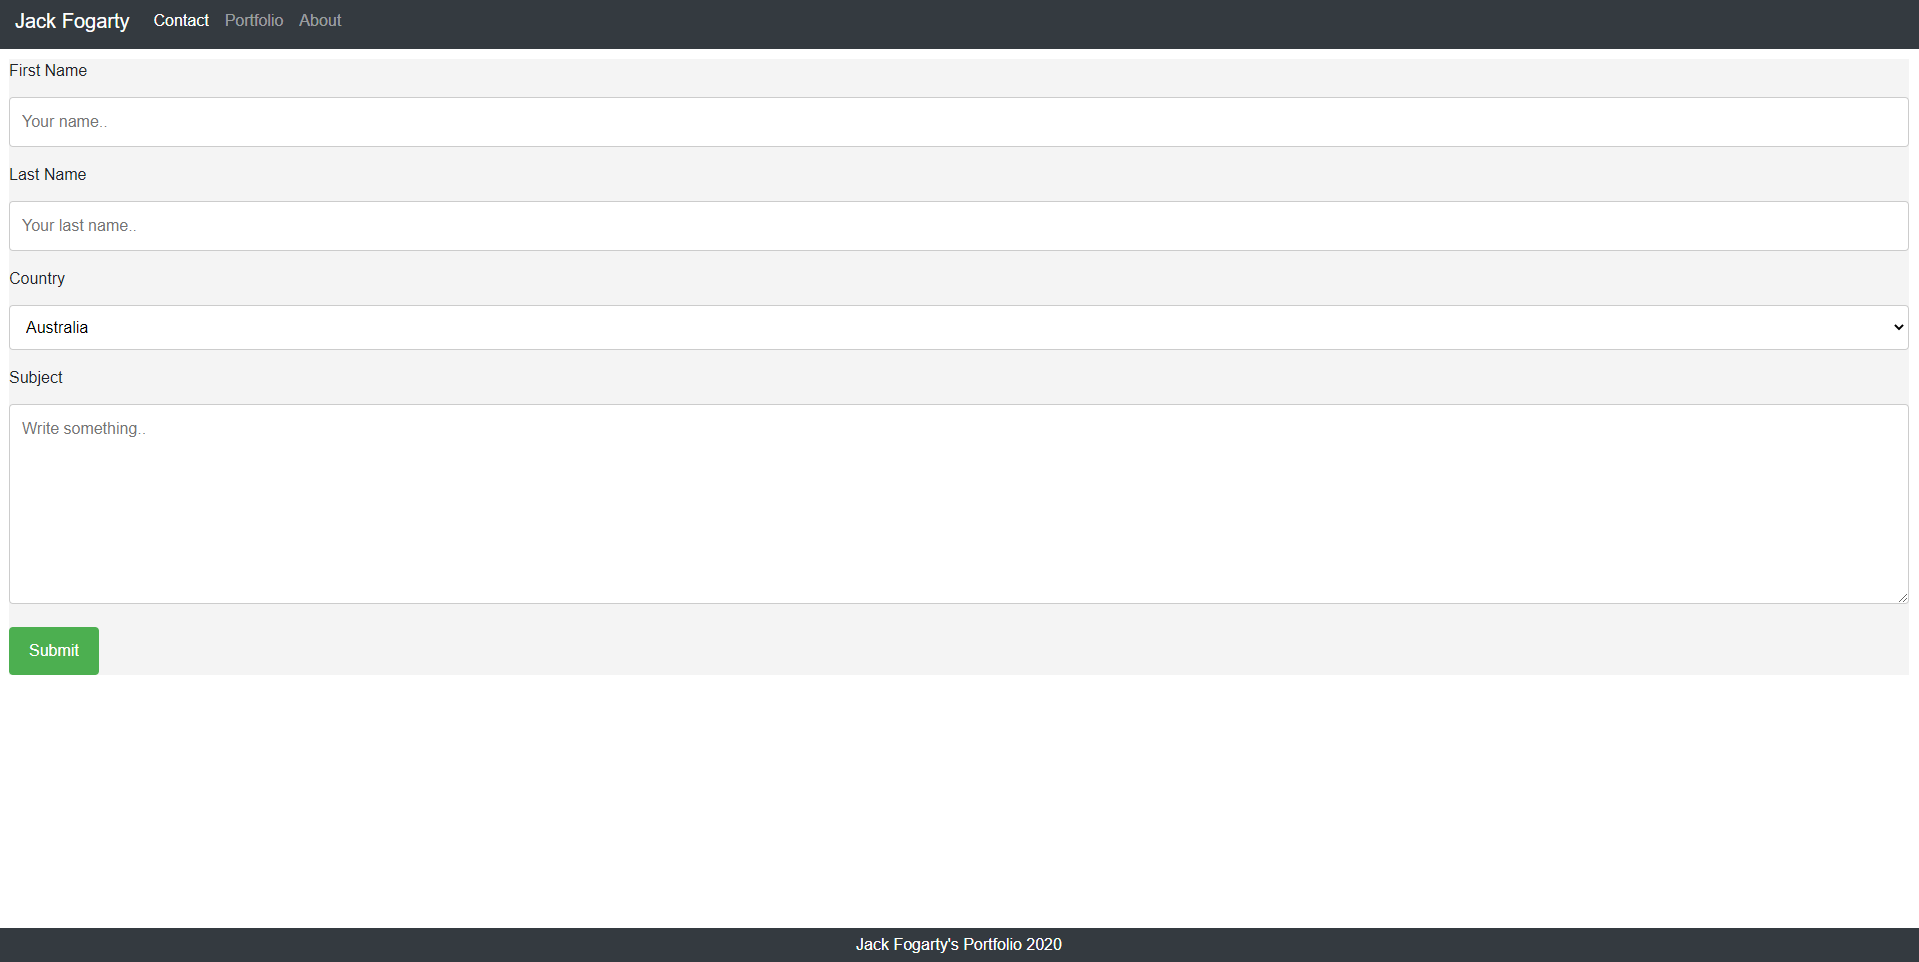 Jack Fogarty Contact Portfolio About
First Name
Your name..
Last Name
Your last name..
Country
Australia
Subject
Write something..
Submit
Jack Fogarty's Portfolio 2020